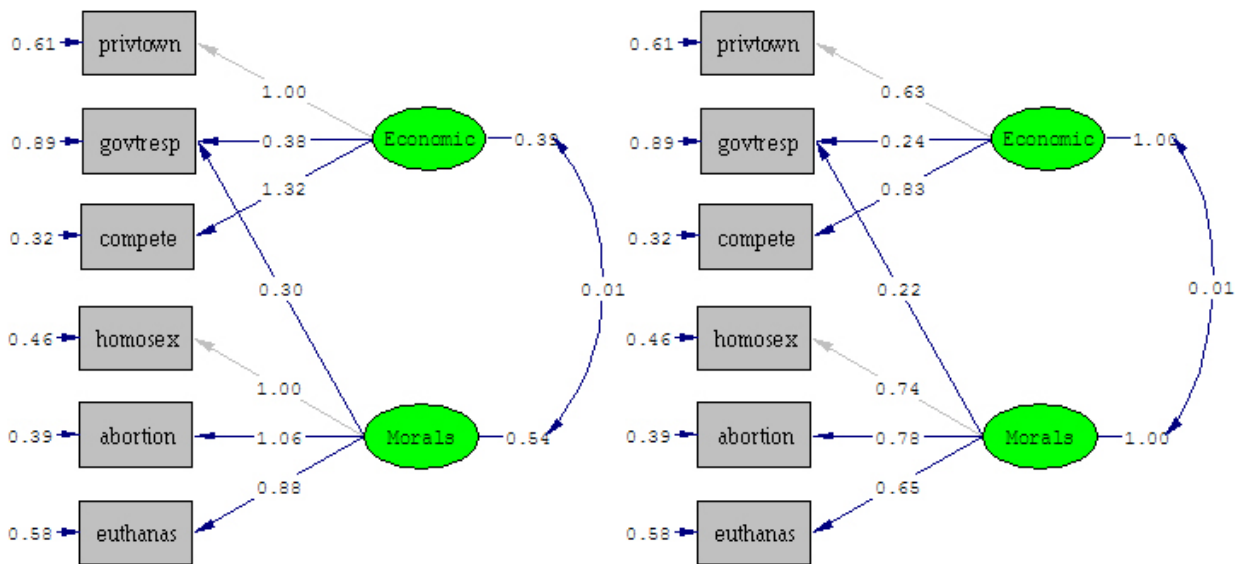 0.61
privtown
1.00
0.89
govtresp
0.38
Economic
0.39
1.32
0.32
compete
0.30
0.01
0.46
homosex
1.00
0.39
abortion
1.06
Morals
0.54
0.88
0.58
euthanas
0.61
privtown
0.63
0.89
govtresp
0.24
Economic
1.00
0.83
0.32
compete
0.22
0.01
0.46
homosex
0.74
0.39
abortion
0.78
Morals
1.00
0.65
0.58
euthanas